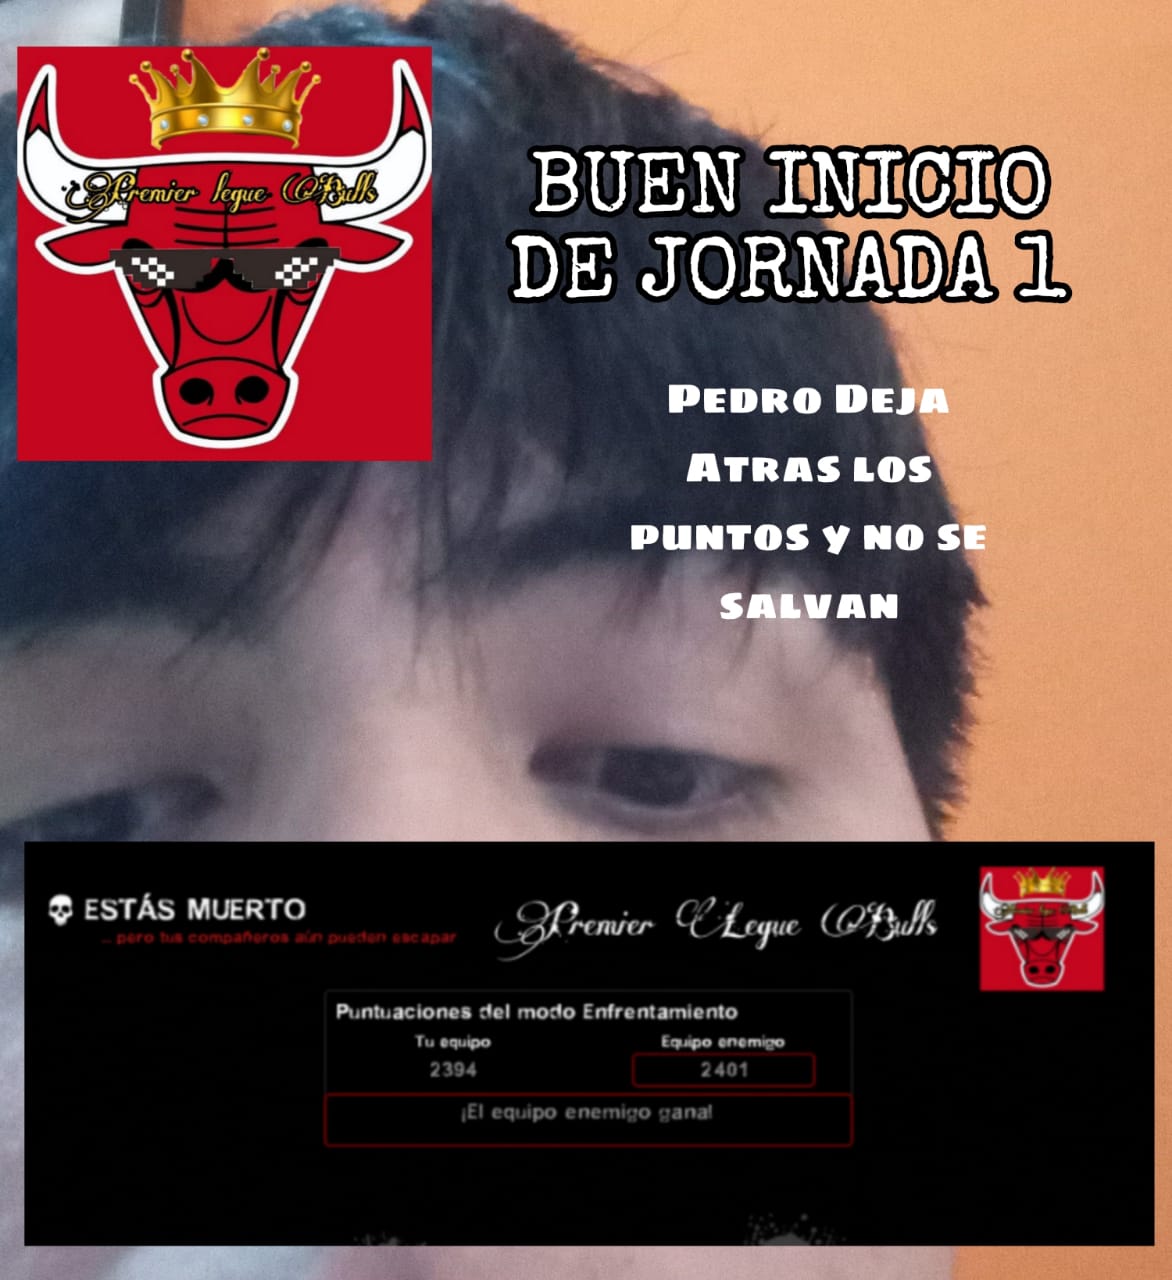 Premier legue Bulls
BUEN INICIO
DE JORNADA 1
Pedro Deja
Atras los
puntos y no se
salvan
ESTÁS MUERTO
... pero tus compañeros aún pueden escapar
Premier Legue Bulls
Puntuaciones del modo Enfrentamiento
Tu equipo Equipo enemigo
2394 2401
¡El equipo enemigo gana!